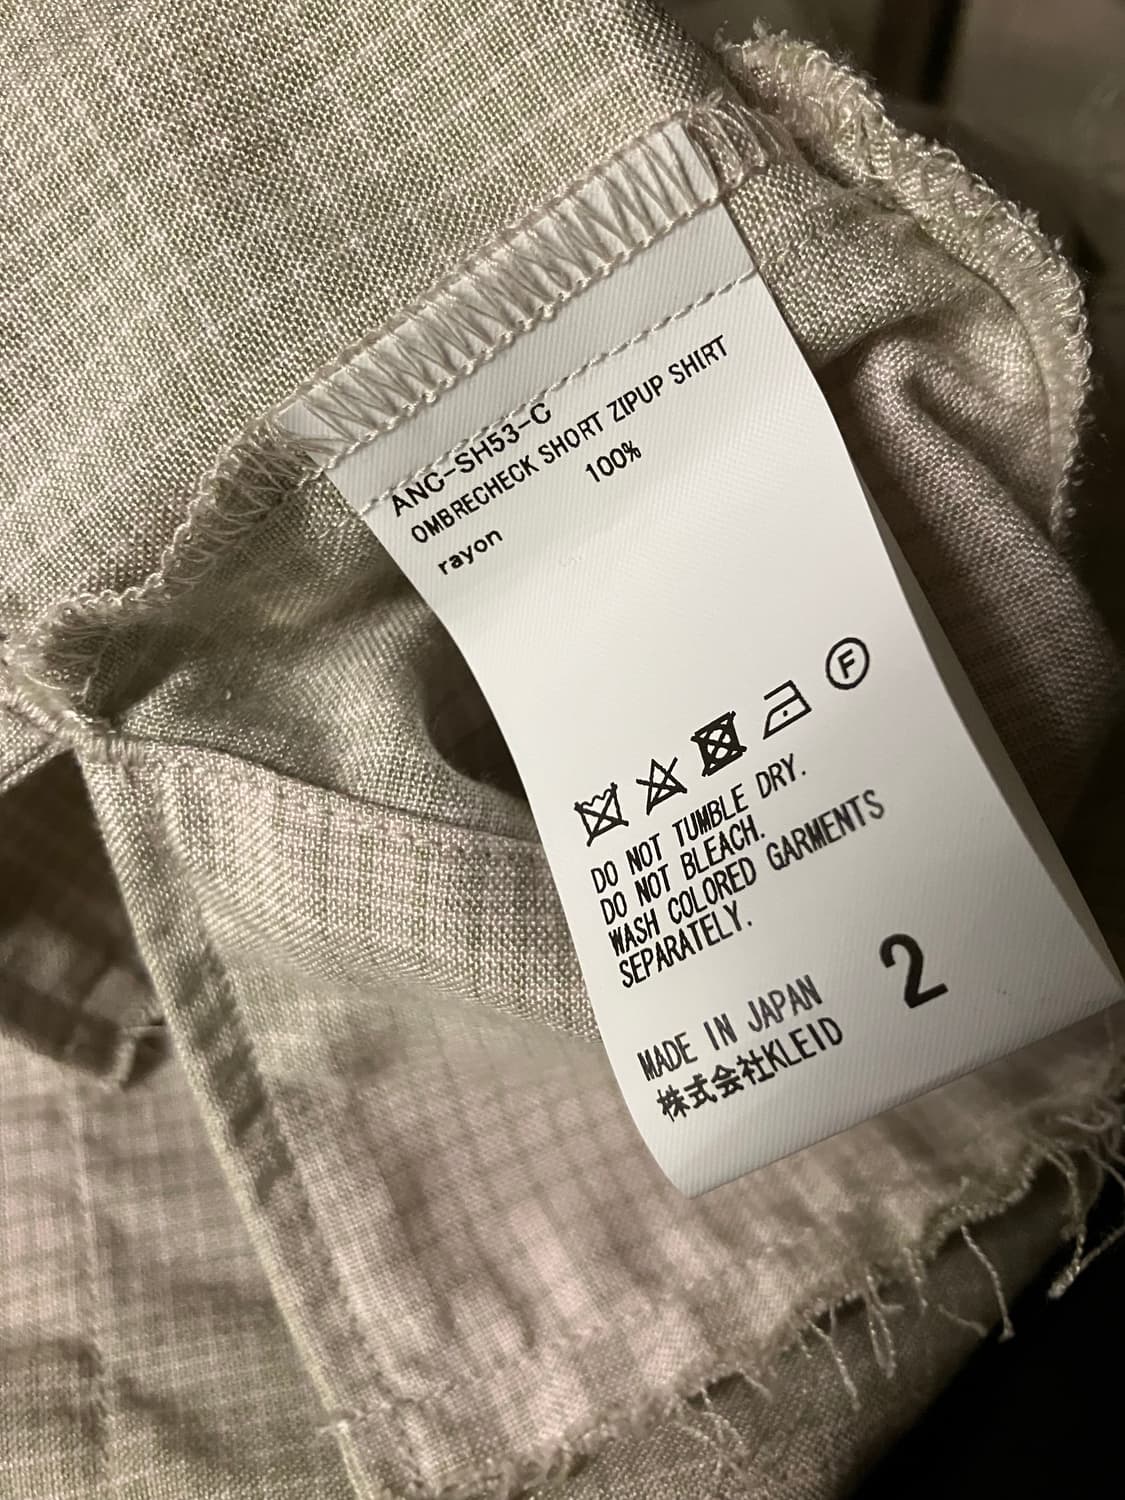 ANC-SH53-C
OMBRECHECK SHORT ZIPUP SHIRT
rayon 100%
F
DO NOT TUMBLE DRY.
DO NOT BLEACH.
WASH COLORED GARMENTS
SEPARATELY.
2
MADE IN JAPAN
株式会社KLEID